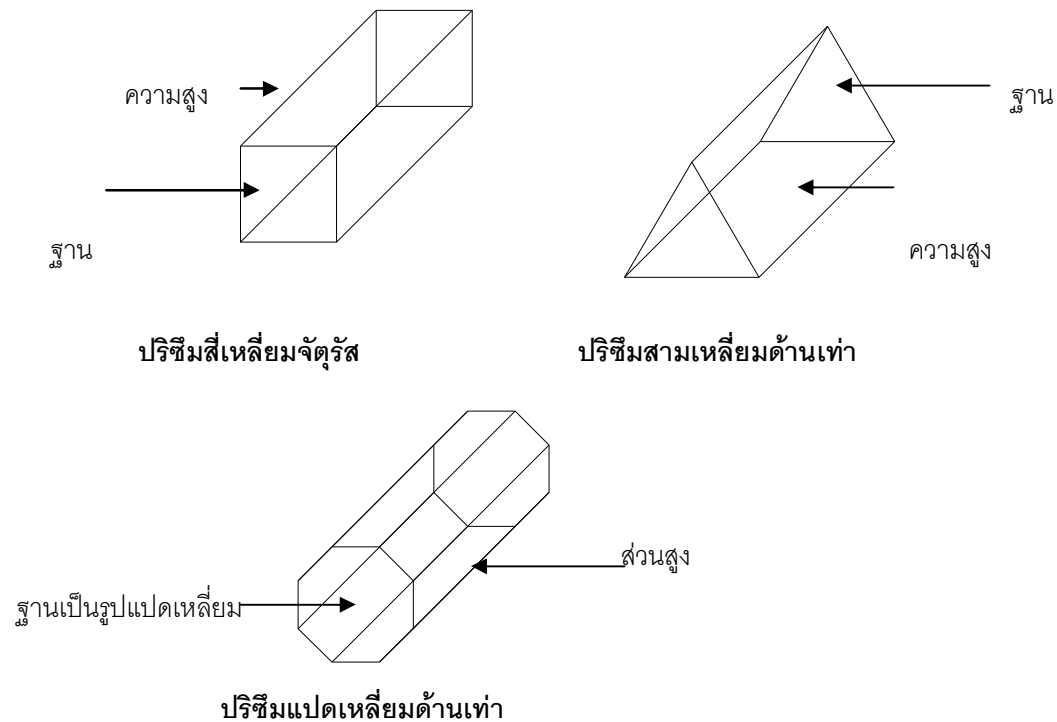 ความสูง
ฐาน
ฐาน
ความสูง
ปริซึมสี่เหลี่ยมจัตุรัส
ปริซึมสามเหลี่ยมด้านเท่า
ส่วนสูง
ฐานเป็นรูปแปดเหลี่ยม
ปริซึมแปดเหลี่ยมด้านเท่า